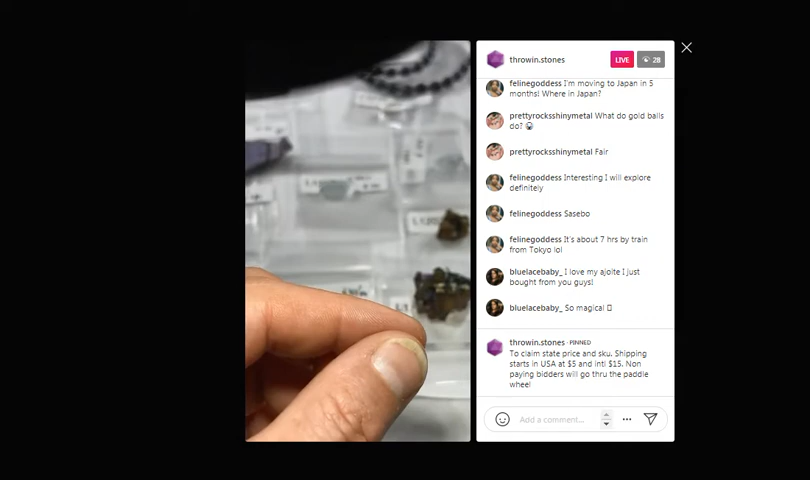 throwin.stones
LIVE
28
felinegoddess I'm moving to Japan in 5
months! Where in Japan?
prettyrocksshinymetal What do gold balls
do? 😭
prettyrocksshinymetal Fair
felinegoddess Interesting I will explore
definitely
felinegoddess Sasebo
felinegoddess It's about 7 hrs by train
from Tokyo lol
bluelacebaby_ I love my ajoite I just
bought from you guys!
bluelacebaby_ So magical
throwin.stones · PINNED
To claim state price and sku. Shipping
starts in USA at $5 and intl $15. Non
paying bidders will go thru the paddle
wheel
Add a comment...